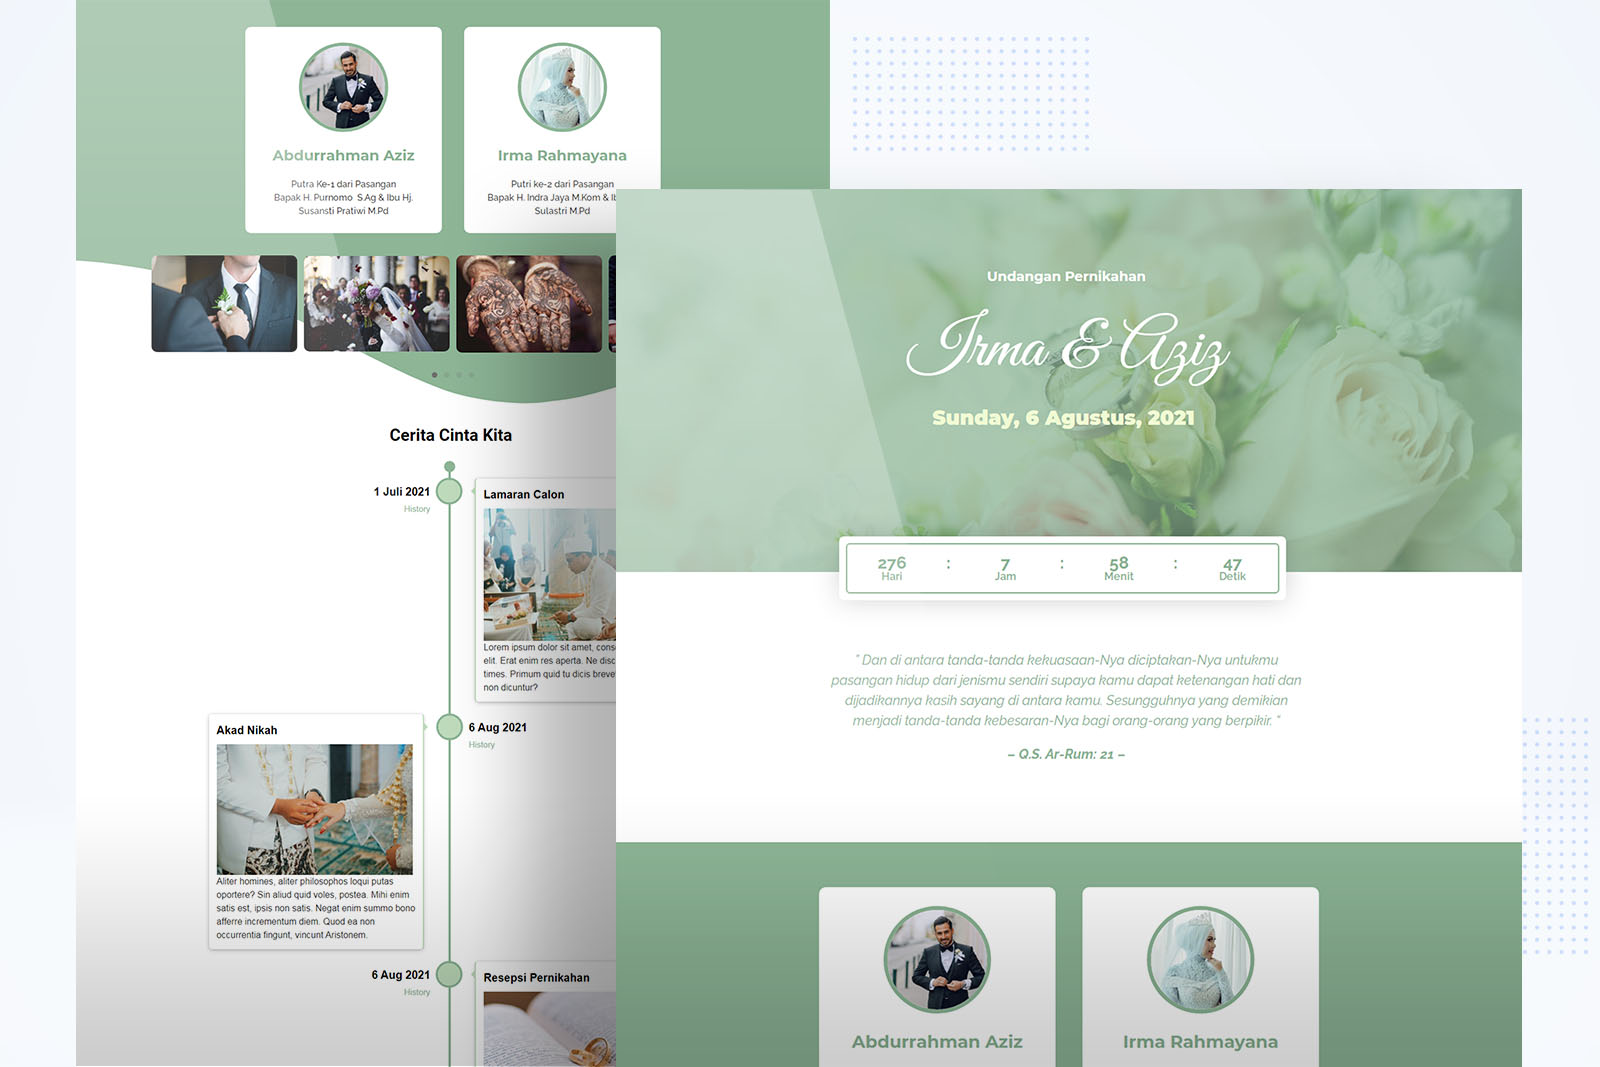 Abdurrahman Aziz
Putra Ke-1 dari Pasangan
Bapak H. Purnomo S.Ag & Ibu Hj.
Susansti Pratiwi M.Pd
Irma Rahmayana
Putri ke-2 dari Pasangan
Bapak H. Indra Jaya M.Kom &
Sulastri M.Pd
Cerita Cinta Kita
1 Juli 2021
History
Lamaran Calon
Lorem ipsum dolor sit amet,
elit. Erat enim res aperta. Ne
times. Primum quid tu dicis
non dicuntur?
Akad Nikah
Aliter homines, aliter philosophos loqui putas
oportere? Sin aliud quid voles, postea. Mihi enim
satis est, ipsis non satis. Negat enim summo bono
afferre incrementum diem. Quod ea non
occurrentia fingunt, vincunt Aristonem.
6 Aug 2021
History
6 Aug 2021
History
Resepsi Pernikahan
Undangan Pernikahan
Irma & Aziz
Sunday, 6 Agustus, 2021
276 : 7 : 58 : 47
Hari Jam Menit Detik
" Dan di antara tanda-tanda kekuasaan-Nya diciptakan-Nya untukmu
pasangan hidup dari jenismu sendiri supaya kamu dapat ketenangan hati dan
dijadikannya kasih sayang di antara kamu. Sesungguhnya yang demikian
menjadi tanda-tanda kebesaran-Nya bagi orang-orang yang berpikir. "
– Q.S. Ar-Rum: 21 –
Abdurrahman Aziz
Irma Rahmayana